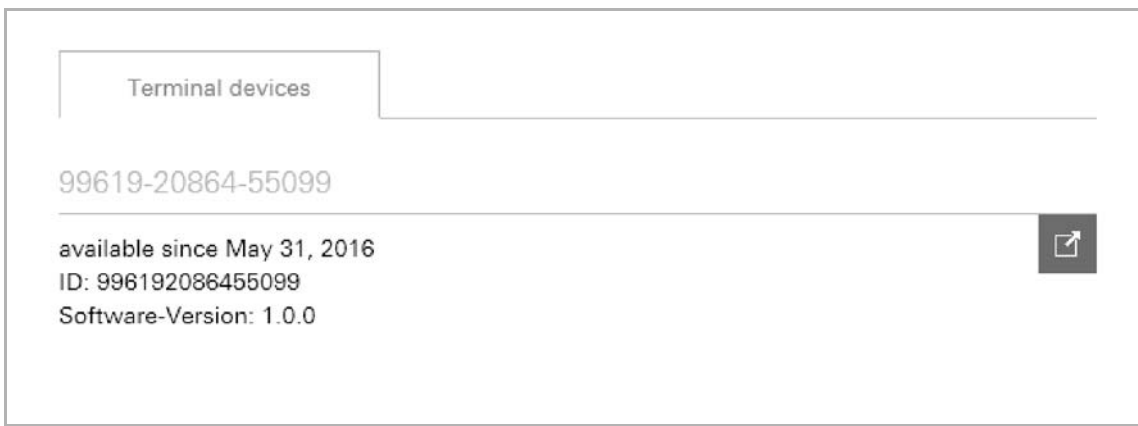 Terminal devices
99619-20864-55099
available since May 31, 2016
ID: 996192086455099
Software-Version: 1.0.0